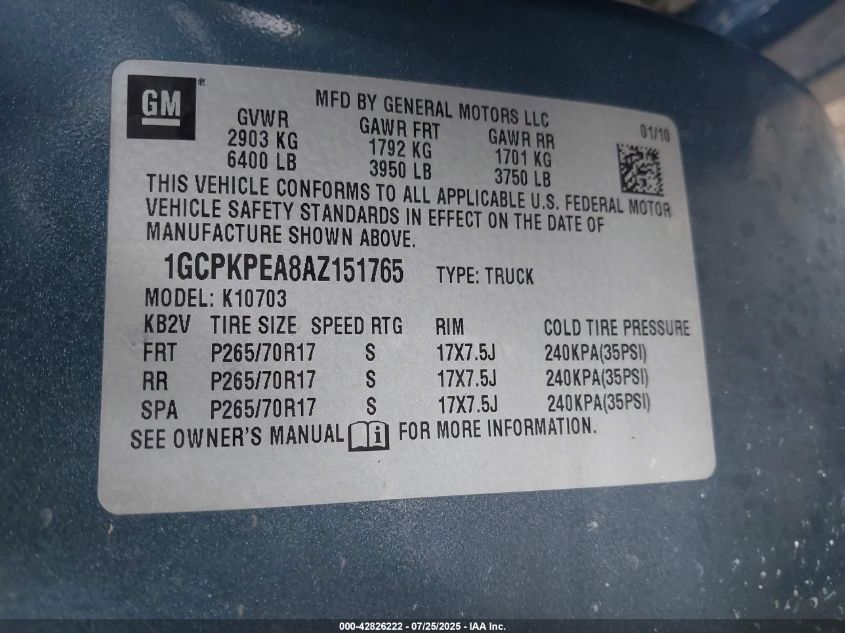 GM®
MFD BY GENERAL MOTORS LLC
01/10
GVWR GAWR FRT GAWR RR
2903 KG 1792 KG 1701 KG
6400 LB 3950 LB 3750 LB
THIS VEHICLE CONFORMS TO ALL APPLICABLE U.S. FEDERAL MOTOR
VEHICLE SAFETY STANDARDS IN EFFECT ON THE DATE OF
MANUFACTURE SHOWN ABOVE.
1GCPKPEA8AZ151765 TYPE: TRUCK
MODEL: K10703
KB2V TIRE SIZE SPEED RTG RIM COLD TIRE PRESSURE
FRT P265/70R17 S 17X7.5J 240KPA(35PSI)
RR P265/70R17 S 17X7.5J 240KPA(35PSI)
SPA P265/70R17 S 17X7.5J 240KPA(35PSI)
SEE OWNER'S MANUAL i FOR MORE INFORMATION.
000-42826222 - 07/25/2025 - IAA Inc.